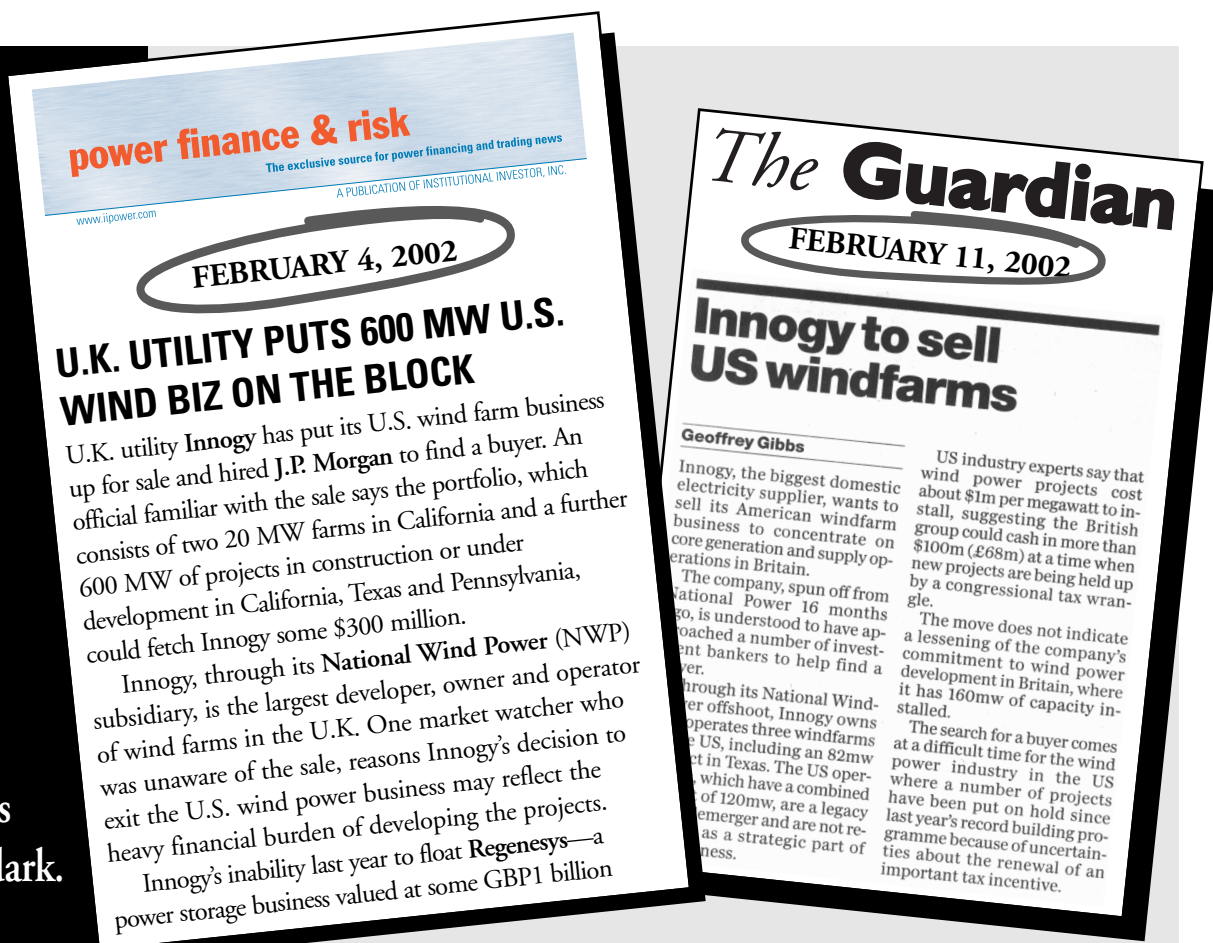 power finance & risk
The exclusive source for power financing and trading news
A PUBLICATION OF INSTITUTIONAL INVESTOR, INC.
www.iipower.com
FEBRUARY 4, 2002
U.K. UTILITY PUTS 600 MW U.S.
WIND BIZ ON THE BLOCK
U.K. utility Innogy has put its U.S. wind farm business
up for sale and hired J.P. Morgan to find a buyer. An
official familiar with the sale says the portfolio, which
consists of two 20 MW farms in California and a further
600 MW of projects in construction or under
development in California, Texas and Pennsylvania,
could fetch Innogy some $300 million.
Innogy, through its National Wind Power (NWP)
subsidiary, is the largest developer, owner and operator
of wind farms in the U.K. One market watcher who
was unaware of the sale, reasons Innogy's decision to
exit the U.S. wind power business may reflect the
heavy financial burden of developing the projects.
Innogy's inability last year to float Regenesys—a
power storage business valued at some GBP1 billion
The Guardian
FEBRUARY 11, 2002
Innogy to sell
US windfarms
Geoffrey Gibbs
Innogy, the biggest domestic
electricity supplier, wants to
sell its American windfarm
business to concentrate on
core generation and supply op-
erations in Britain.
The company, spun off from
National Power 16 months
go, is understood to have ap-
roached a number of invest-
ent bankers to help find a
yer.
hrough its National Wind-
er offshoot, Innogy owns
operates three windfarms
e US, including an 82mw
ct in Texas. The US oper-
, which have a combined
of 120mw, are a legacy
emerger and are not re-
as a strategic part of
ness.
US industry experts say that
wind power projects cost
about $1m per megawatt to in-
stall, suggesting the British
group could cash in more than
$100m (£68m) at a time when
new projects are being held up
by a congressional tax wran-
gle.
The move does not indicate
a lessening of the company's
commitment to wind power
development in Britain, where
it has 160mw of capacity in-
stalled.
The search for a buyer comes
at a difficult time for the wind
power industry in the US
where a number of projects
have been put on hold since
last year's record building pro-
gramme because of uncertain-
ties about the renewal of an
important tax incentive.
s
lark.